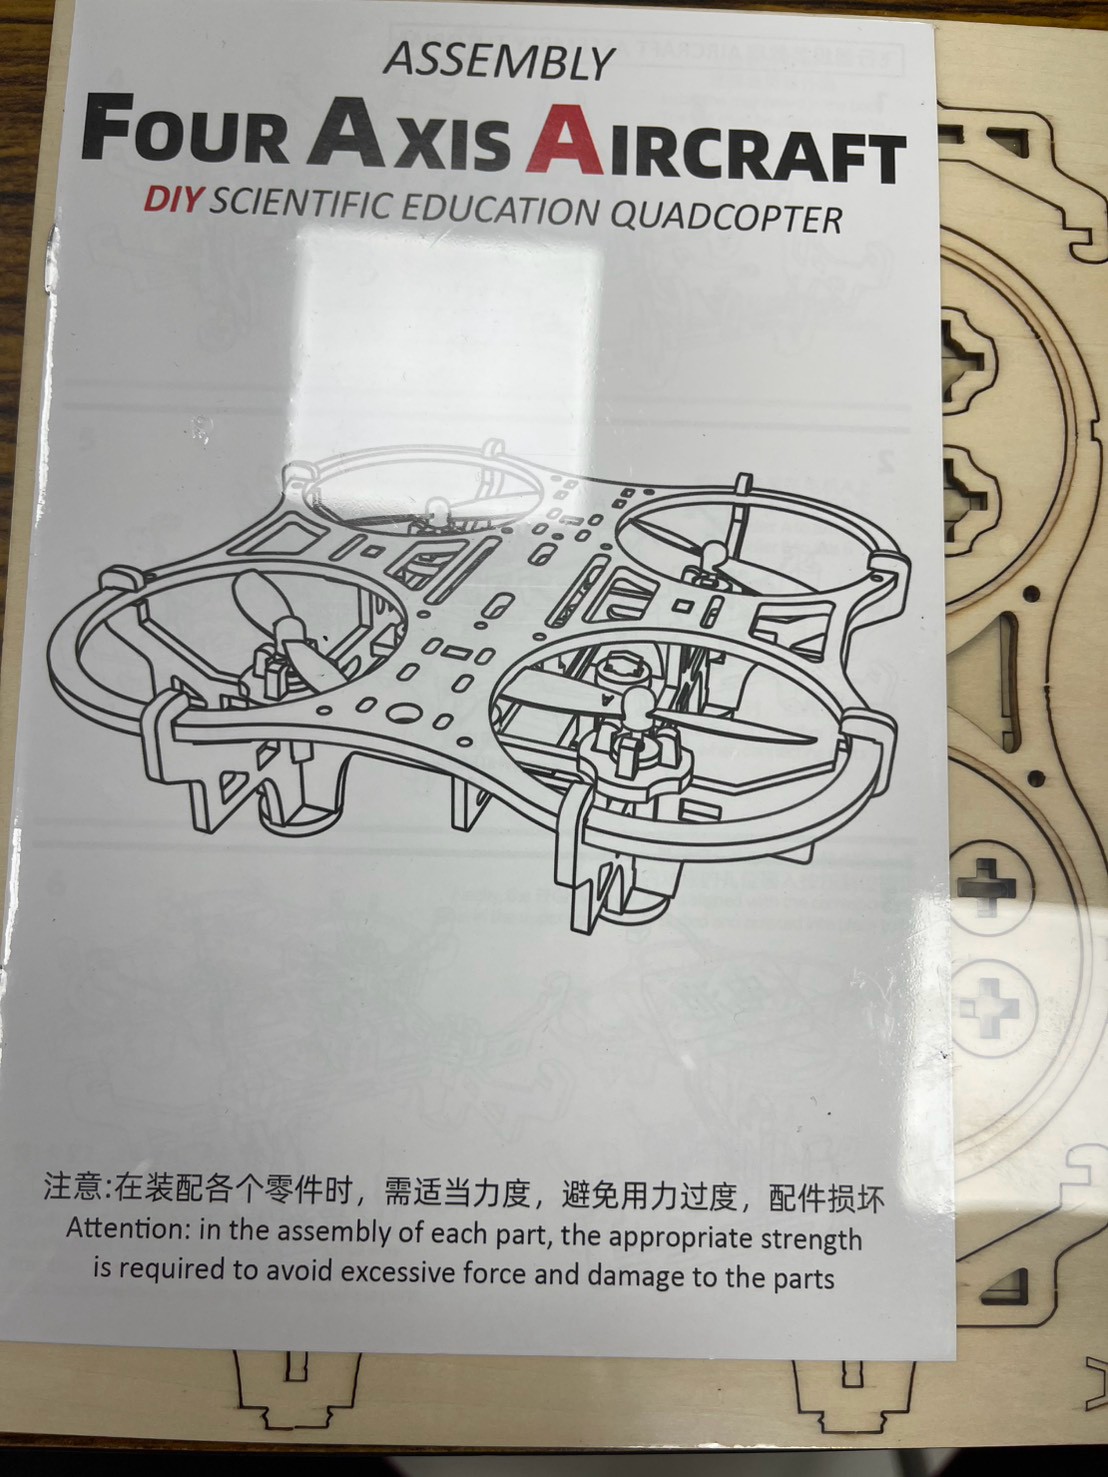 ASSEMBLY
FOUR AXIS AIRCRAFT
DIY SCIENTIFIC EDUCATION QUADCOPTER
注意:在装配各个零件时，需适当力度，避免用力过度，配件损坏
Attention: in the assembly of each part, the appropriate strength
is required to avoid excessive force and damage to the parts